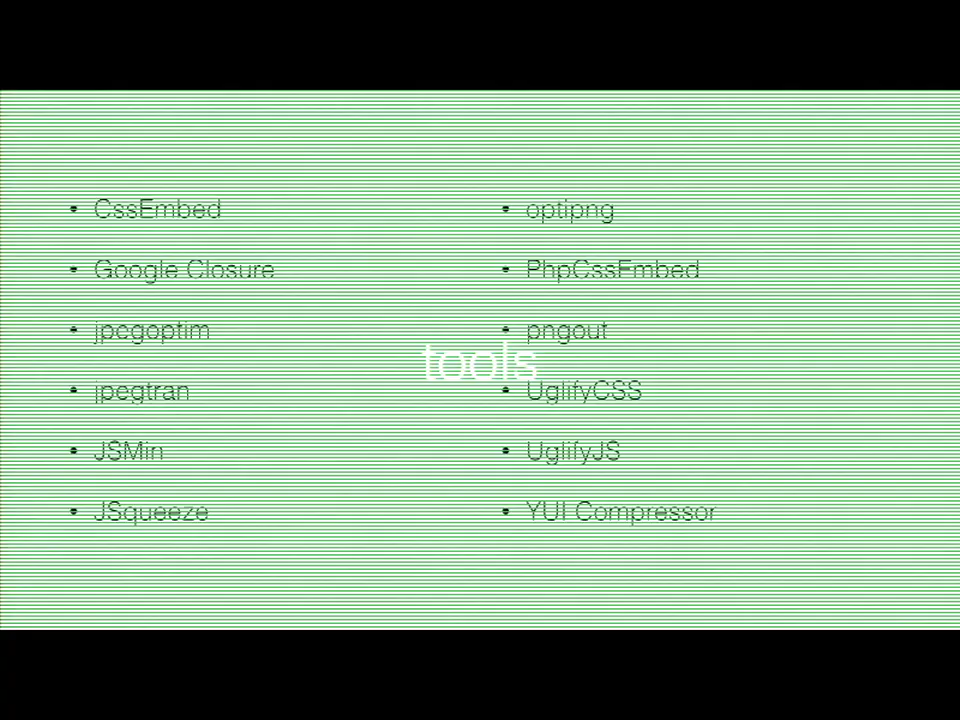 • CssEmbed
• Google Closure
• jpegoptim
• jpegtran
• JSMin
• JSqueeze
• optipng
• PhpCssEmbed
• pngout
• UglifyCSS
• UglifyJS
• YUI Compressor
tools